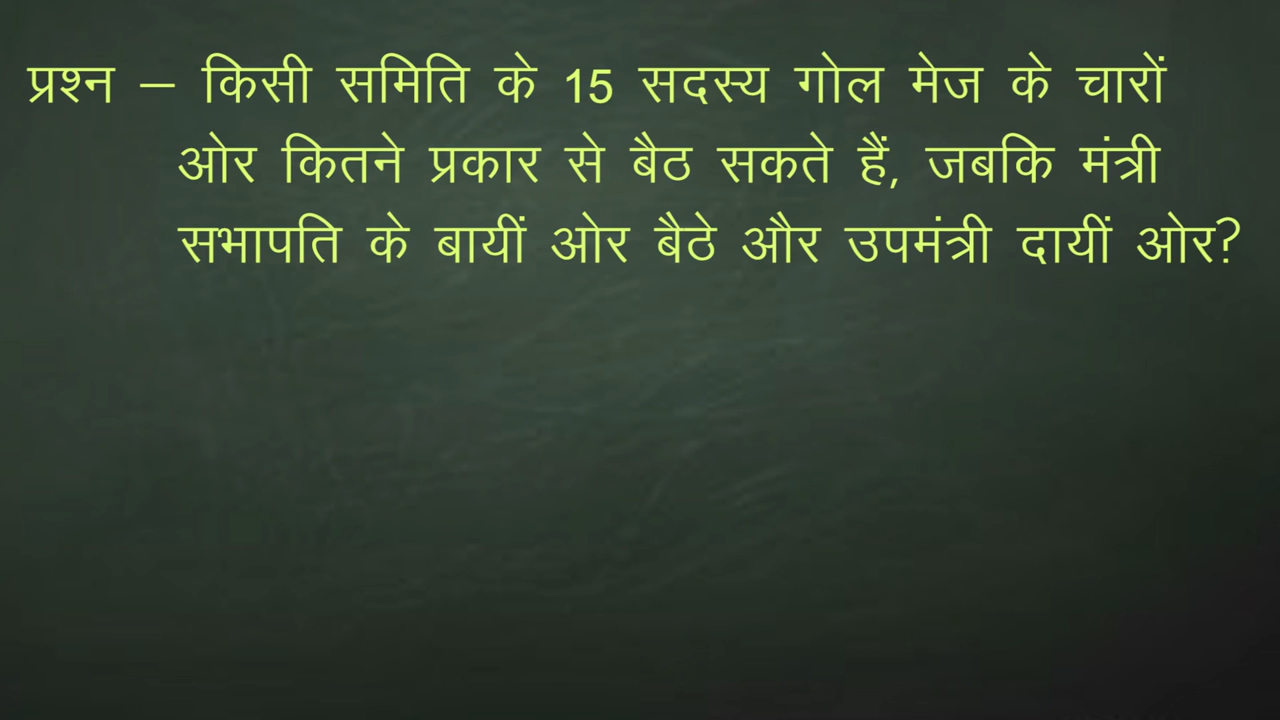 प्रश्न – किसी समिति के 15 सदस्य गोल मेज के चारों
ओर कितने प्रकार से बैठ सकते हैं, जबकि मंत्री
सभापति के बायीं ओर बैठे और उपमंत्री दायीं ओर?